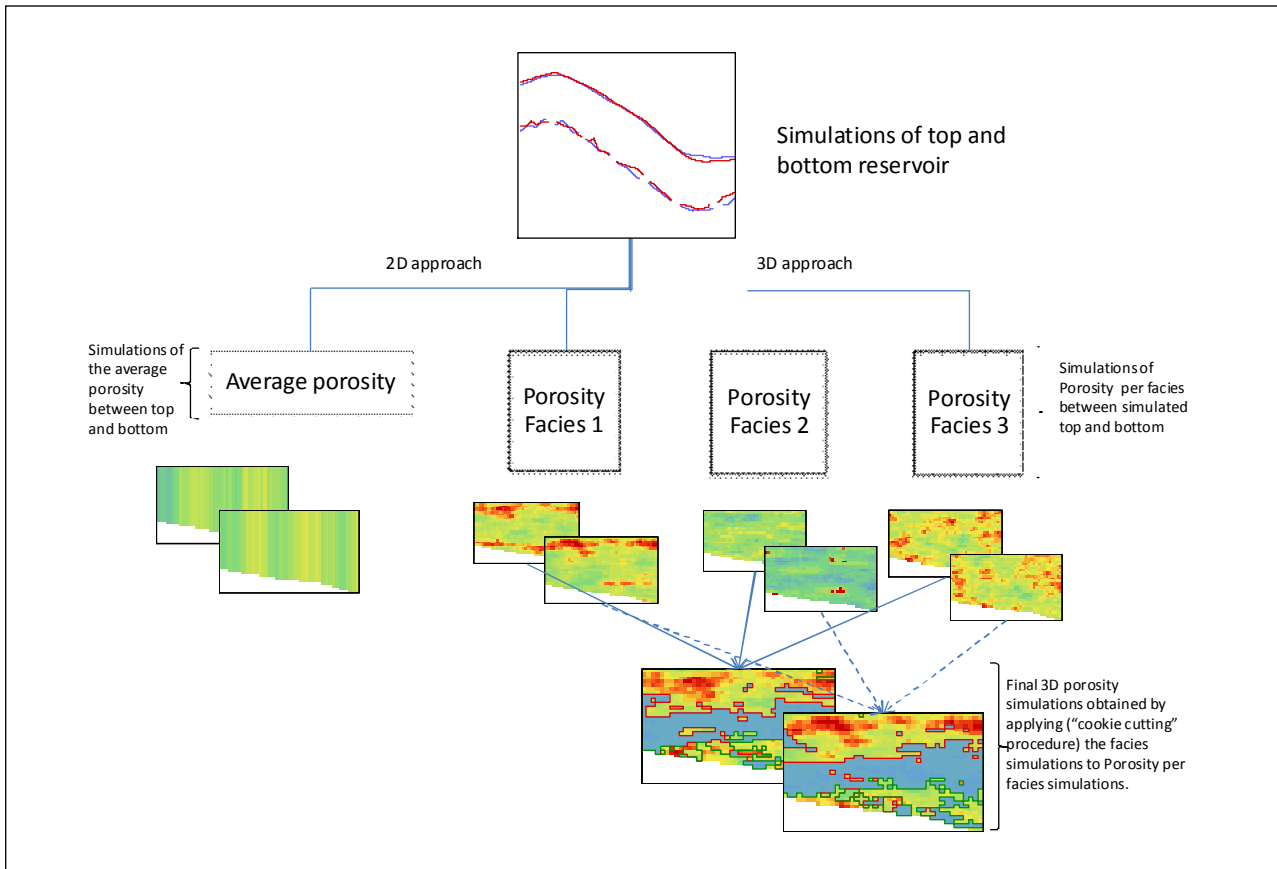 Simulations of top and
bottom reservoir
2D approach
3D approach
Simulations of
the average
porosity
between top
and bottom
Average porosity
Porosity
Facies 1
Porosity
Facies 2
Porosity
Facies 3
Simulations of
Porosity per facies
between simulated
top and bottom
Final 3D porosity
simulations obtained by
applying (“cookie cutting”
procedure) the facies
simulations to Porosity per
facies simulations.